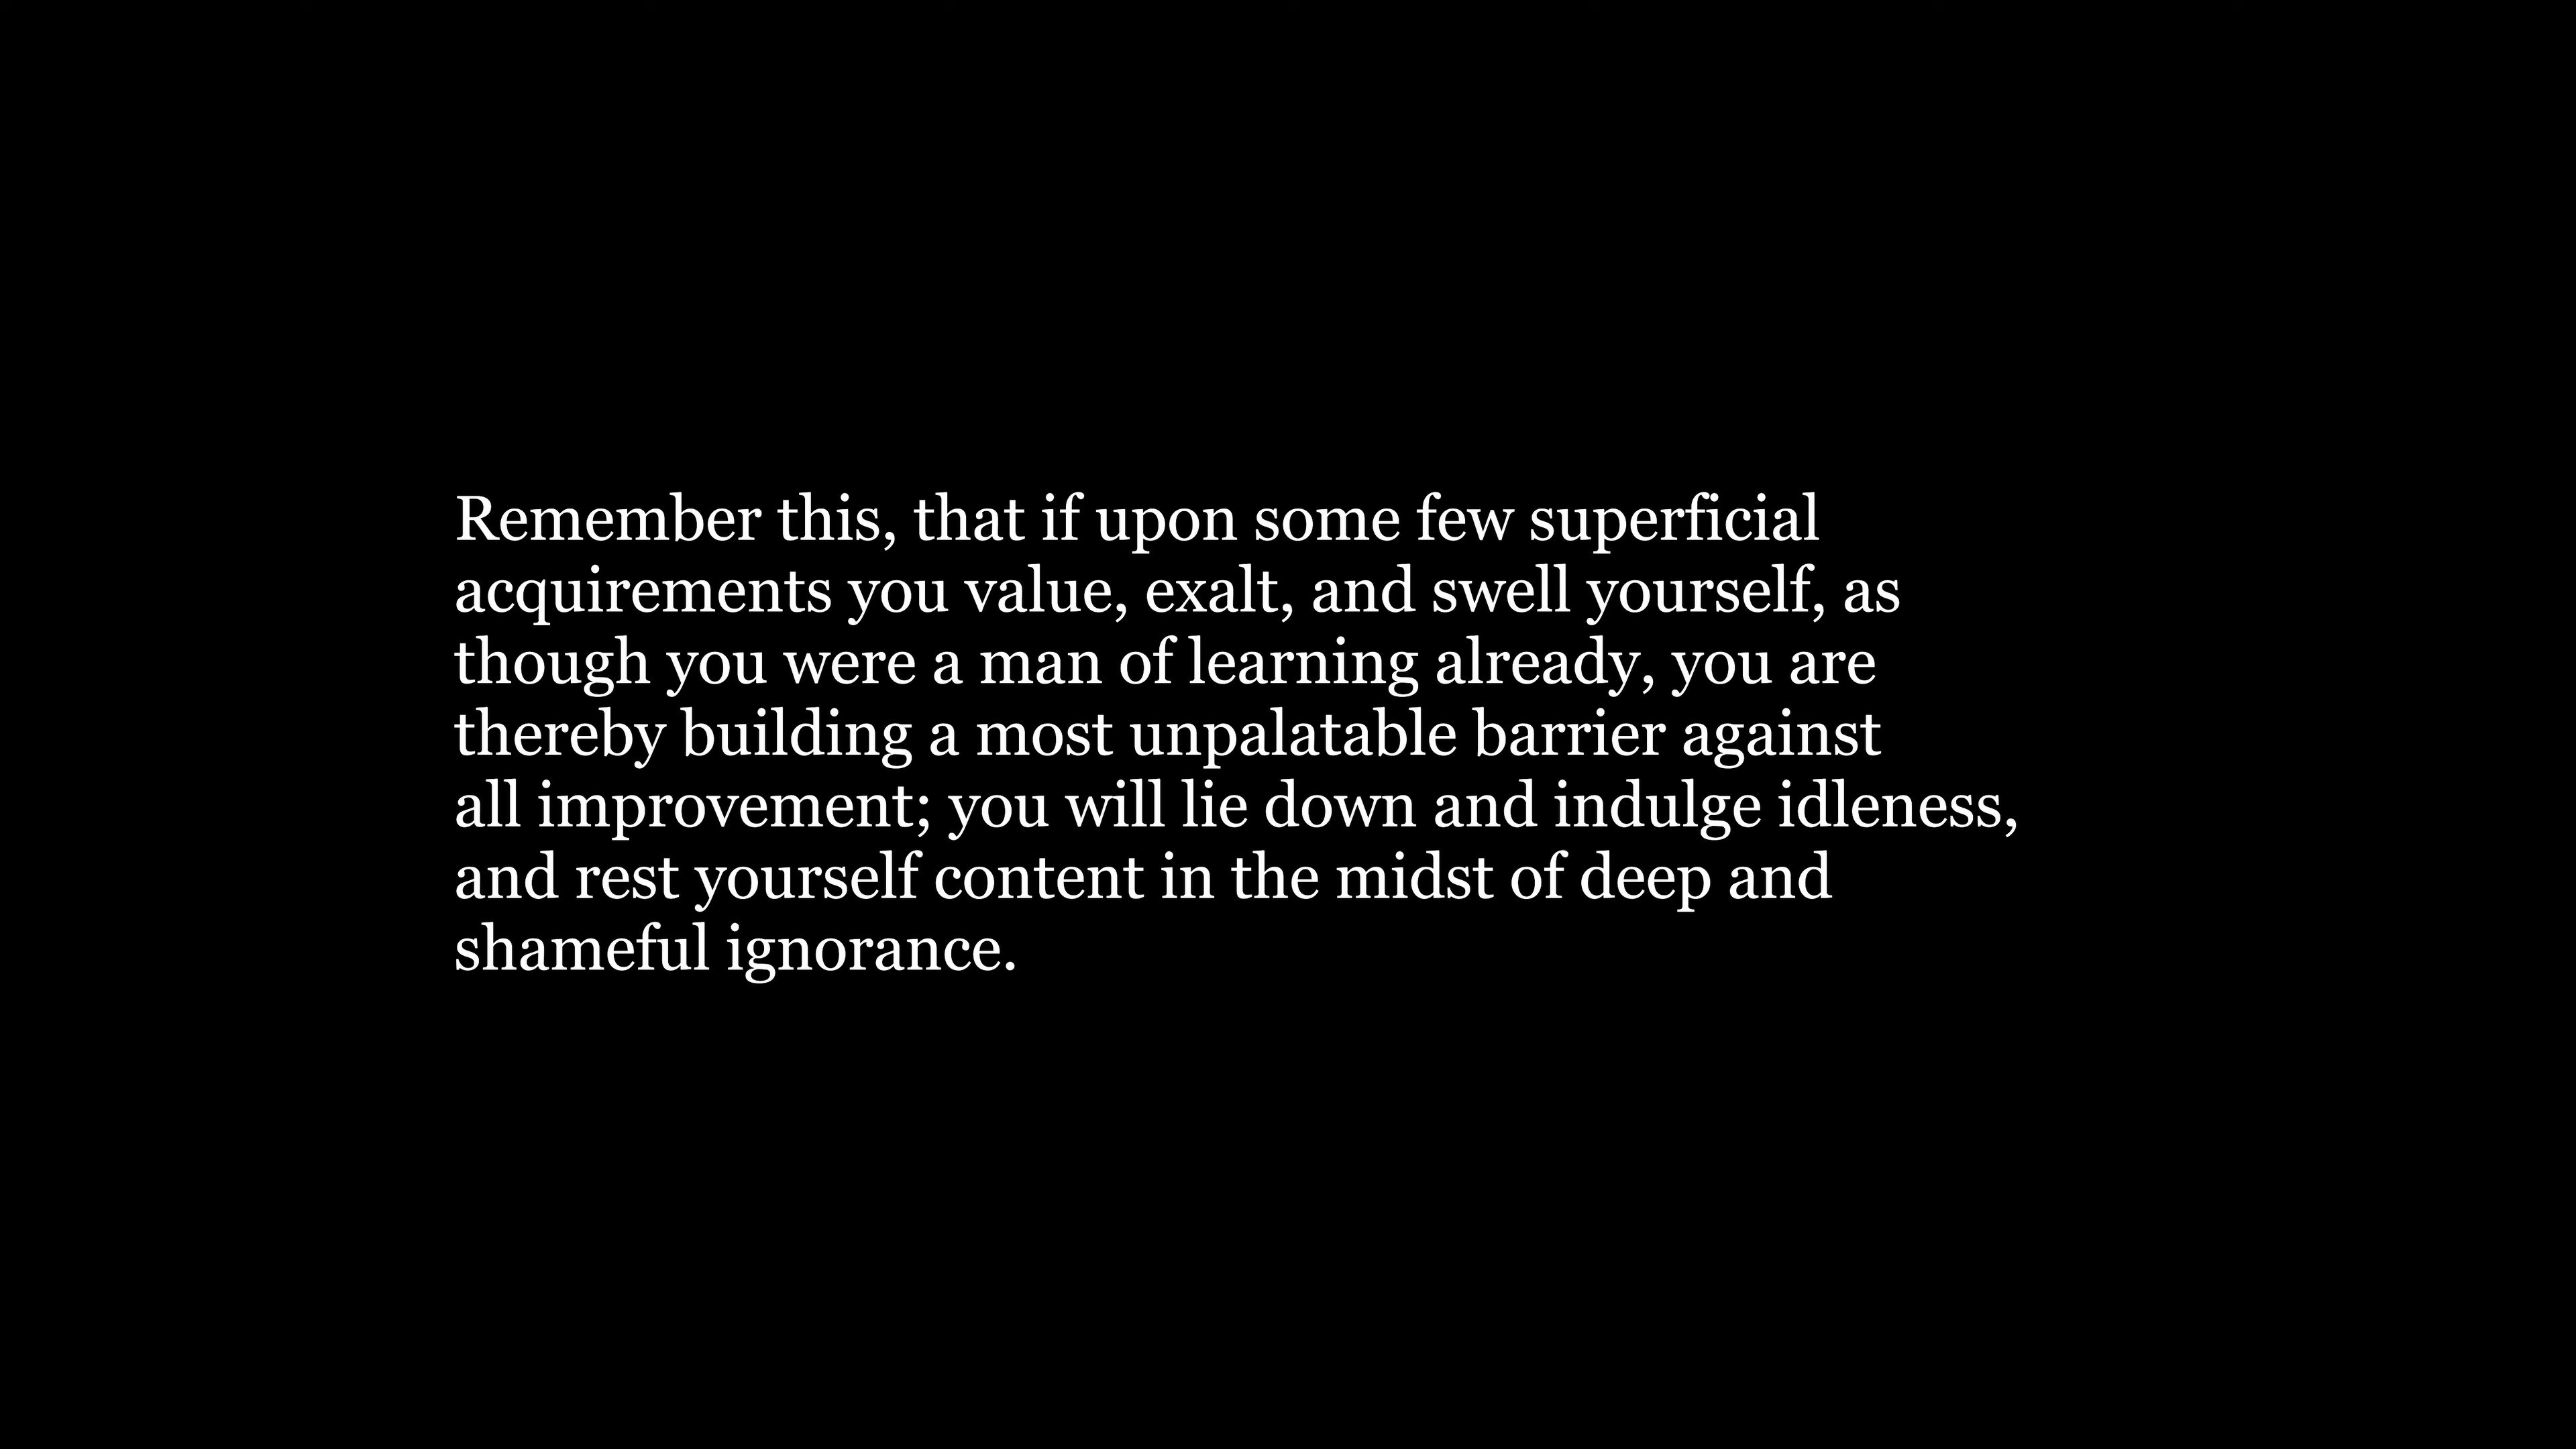 Remember this, that if upon some few superficial
acquirements you value, exalt, and swell yourself, as
though you were a man of learning already, you are
thereby building a most unpalatable barrier against
all improvement; you will lie down and indulge idleness,
and rest yourself content in the midst of deep and
shameful ignorance.